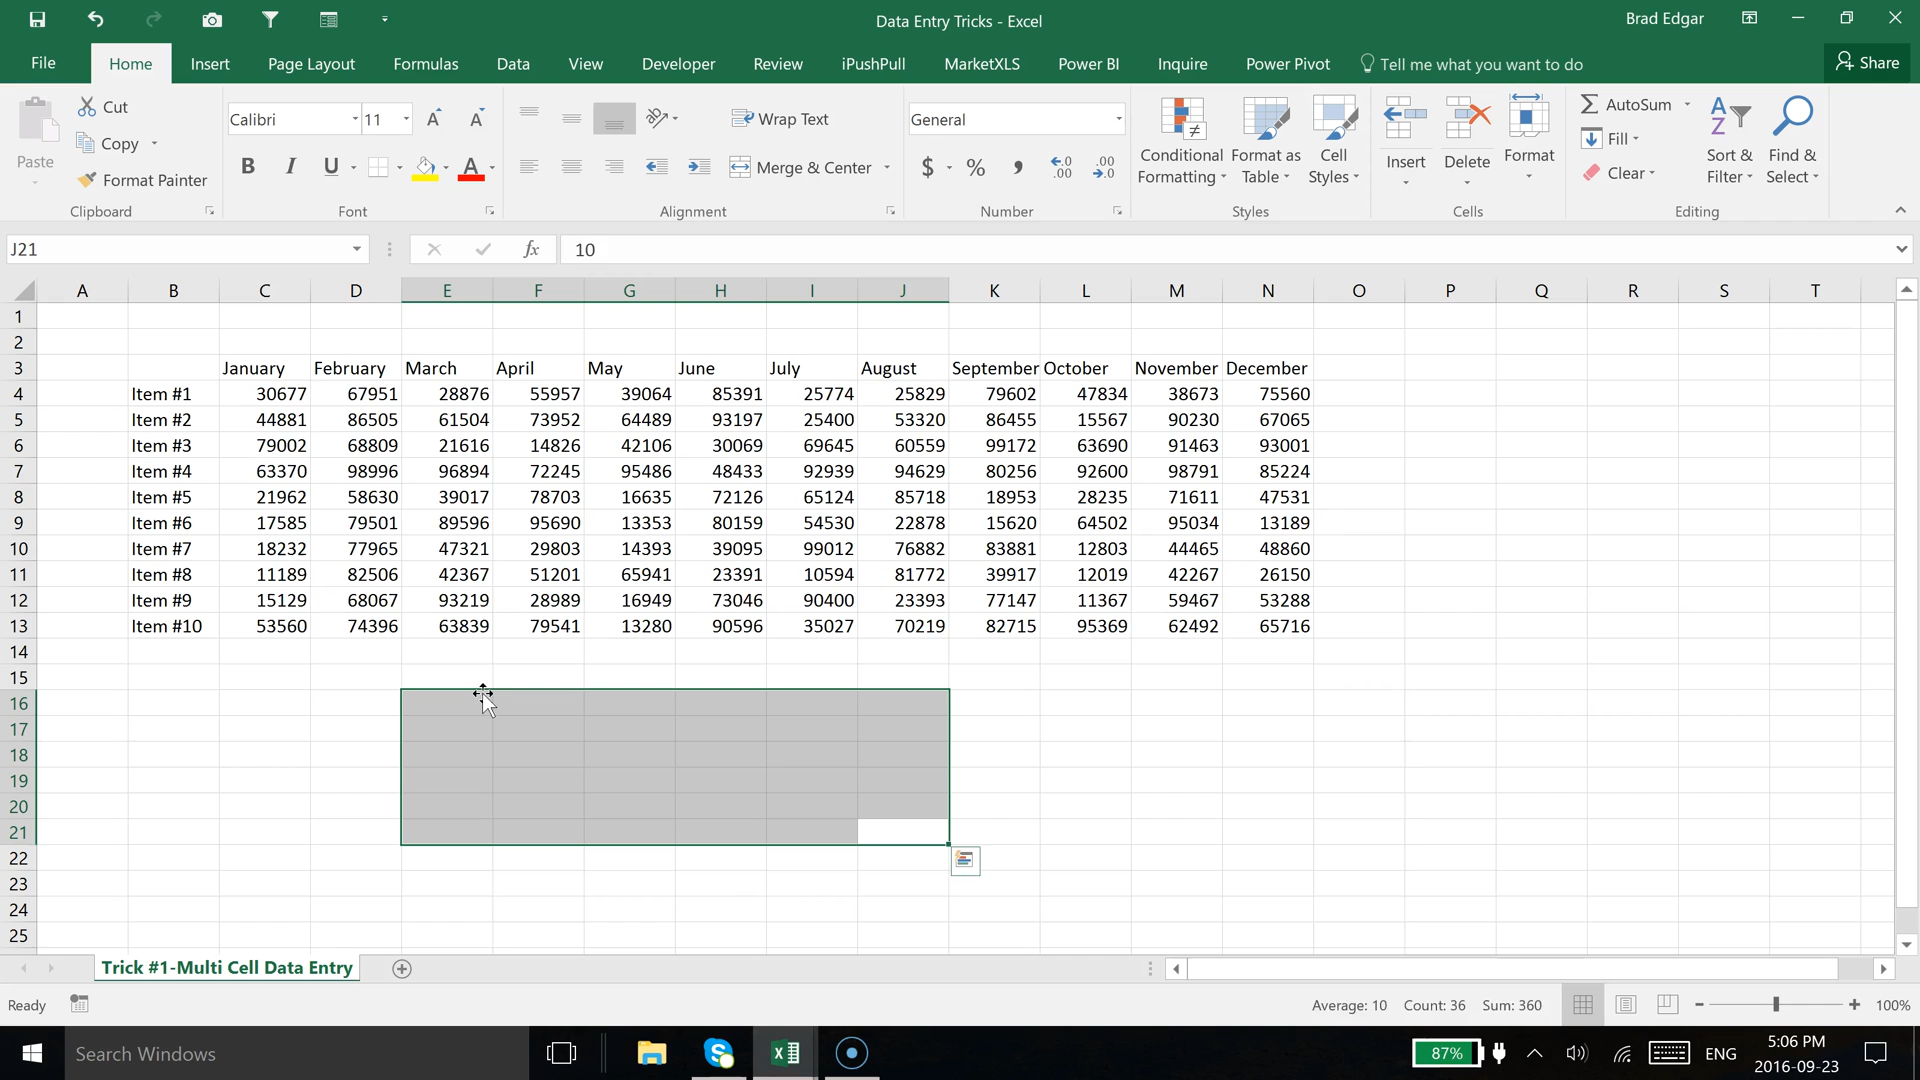 Data Entry Tricks - Excel
Brad Edgar
File Home Insert Page Layout Formulas Data View Developer Review iPushPull MarketXLS Power BI Inquire Power Pivot Tell me what you want to do Share
Paste Cut Copy Format Painter
Calibri 11 B I U A
Wrap Text Merge & Center
General $ % , .0 .00
Conditional Formatting Format as Table Cell Styles
Insert Delete Format
AutoSum Fill Clear Sort & Filter Find & Select
Clipboard Font Alignment Number Styles Cells Editing
J21 fx 10
A B C D E F G H I J K L M N O P Q R S T
1
2
3 January February March April May June July August September October November December
4 Item #1 30677 67951 28876 55957 39064 85391 25774 25829 79602 47834 38673 75560
5 Item #2 44881 86505 61504 73952 64489 93197 25400 53320 86455 15567 90230 67065
6 Item #3 79002 68809 21616 14826 42106 30069 69645 60559 99172 63690 91463 93001
7 Item #4 63370 98996 96894 72245 95486 48433 92939 94629 80256 92600 98791 85224
8 Item #5 21962 58630 39017 78703 16635 72126 65124 85718 18953 28235 71611 47531
9 Item #6 17585 79501 89596 95690 13353 80159 54530 22878 15620 64502 95034 13189
10 Item #7 18232 77965 47321 29803 14393 39095 99012 76882 83881 12803 44465 48860
11 Item #8 11189 82506 42367 51201 65941 23391 10594 81772 39917 12019 42267 26150
12 Item #9 15129 68067 93219 28989 16949 73046 90400 23393 77147 11367 59467 53288
13 Item #10 53560 74396 63839 79541 13280 90596 35027 70219 82715 95369 62492 65716
14
15
16
17
18
19
20
21
22
23
24
25
Trick #1-Multi Cell Data Entry
Ready Average: 10 Count: 36 Sum: 360 100%
Search Windows 87% ENG 5:06 PM
2016-09-23